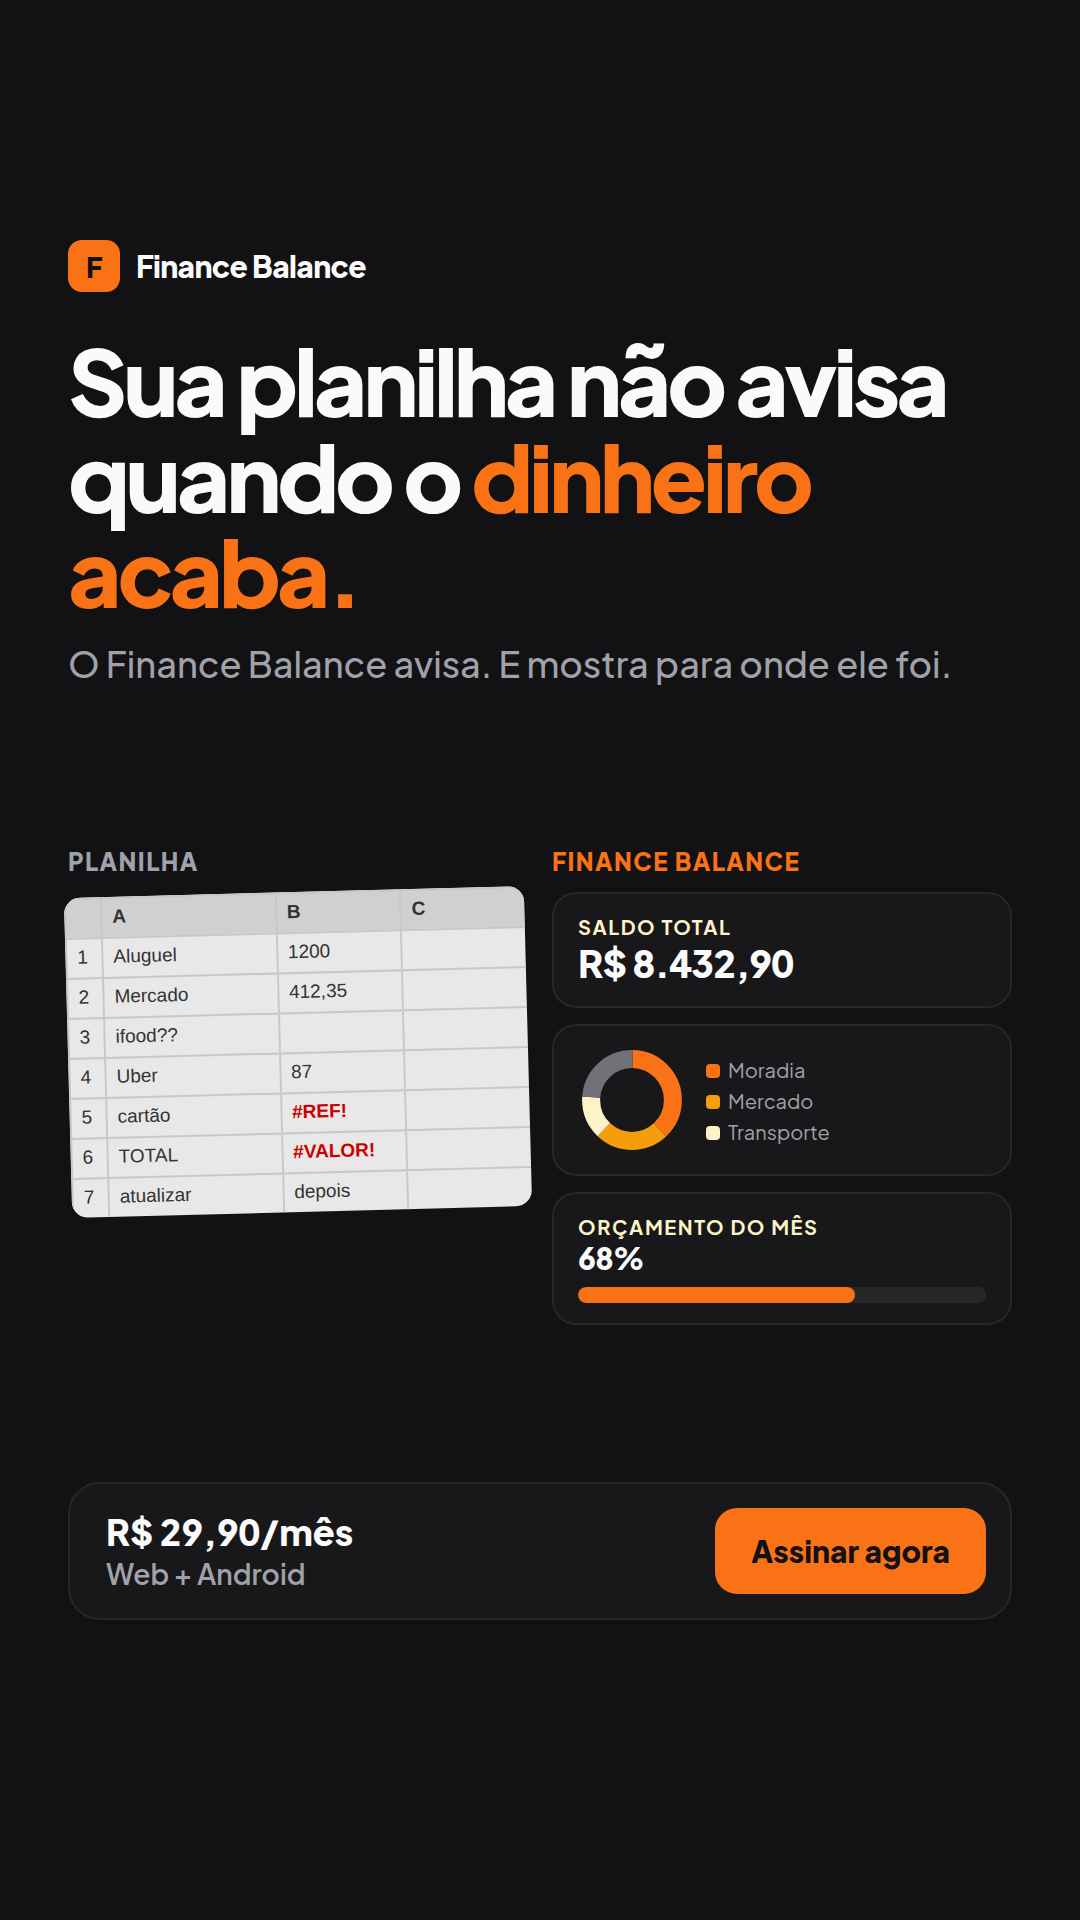 F Finance Balance
Sua planilha não avisa
quando o dinheiro
acaba.
O Finance Balance avisa. E mostra para onde ele foi.
PLANILHA
A B C
1 Aluguel 1200
2 Mercado 412,35
3 ifood??
4 Uber 87
5 cartão #REF!
6 TOTAL #VALOR!
7 atualizar depois
FINANCE BALANCE
SALDO TOTAL
R$ 8.432,90
Moradia
Mercado
Transporte
ORÇAMENTO DO MÊS
68%
R$ 29,90/mês
Web + Android
Assinar agora